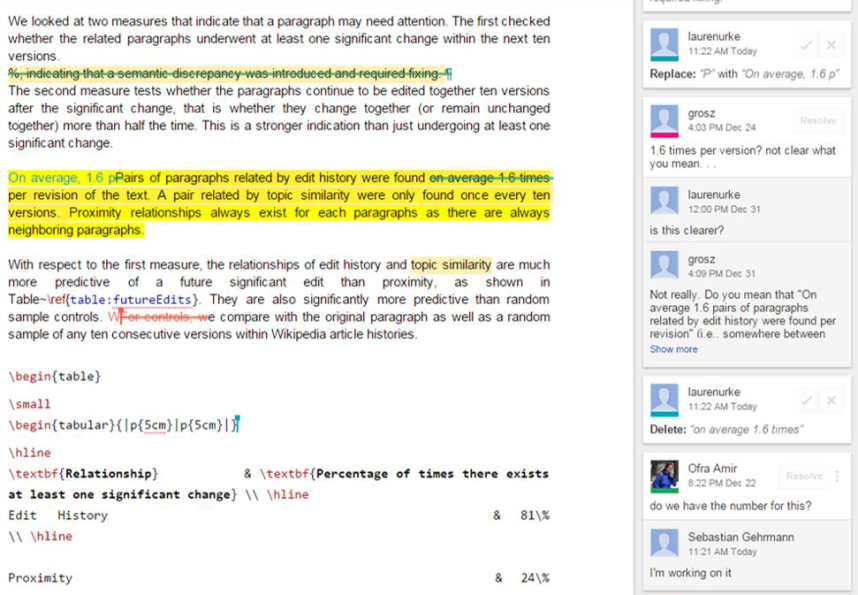 We looked at two measures that indicate that a paragraph may need attention. The first checked
whether the related paragraphs underwent at least one significant change within the next ten
versions.
%, indicating that a semantic discrepancy was introduced and required fixing. ¶
The second measure tests whether the paragraphs continue to be edited together ten versions
after the significant change, that is whether they change together (or remain unchanged
together) more than half the time. This is a stronger indication than just undergoing at least one
significant change.
On average, 1.6 pPairs of paragraphs related by edit history were found on average 1.6 times
per revision of the text. A pair related by topic similarity were only found once every ten
versions. Proximity relationships always exist for each paragraphs as there are always
neighboring paragraphs.
With respect to the first measure, the relationships of edit history and topic similarity are much
more predictive of a future significant edit than proximity, as shown in
Table~\ref{table:futureEdits}. They are also significantly more predictive than random
sample controls. WFor controls, we compare with the original paragraph as well as a random
sample of any ten consecutive versions within Wikipedia article histories.
\begin{table}
\small
\begin{tabular}{|p{5cm}|p{5cm}|}
\hline
\textbf{Relationship} & \textbf{Percentage of times there exists
at least one significant change} \\ \hline
Edit History & 81\%
\\ \hline
Proximity & 24\%
required fixing.
laurenurke
11:22 AM Today
Replace: "P" with "On average, 1.6 p"
grosz
4:03 PM Dec 24
Resolve
1.6 times per version? not clear what
you mean. . .
laurenurke
12:00 PM Dec 31
is this clearer?
grosz
4:09 PM Dec 31
Not really. Do you mean that "On
average 1.6 pairs of paragraphs
related by edit history were found per
revision" (i.e.. somewhere between
Show more
laurenurke
11:22 AM Today
Delete: "on average 1.6 times"
Ofra Amir
8:22 PM Dec 22
Resolve
do we have the number for this?
Sebastian Gehrmann
11:21 AM Today
I'm working on it